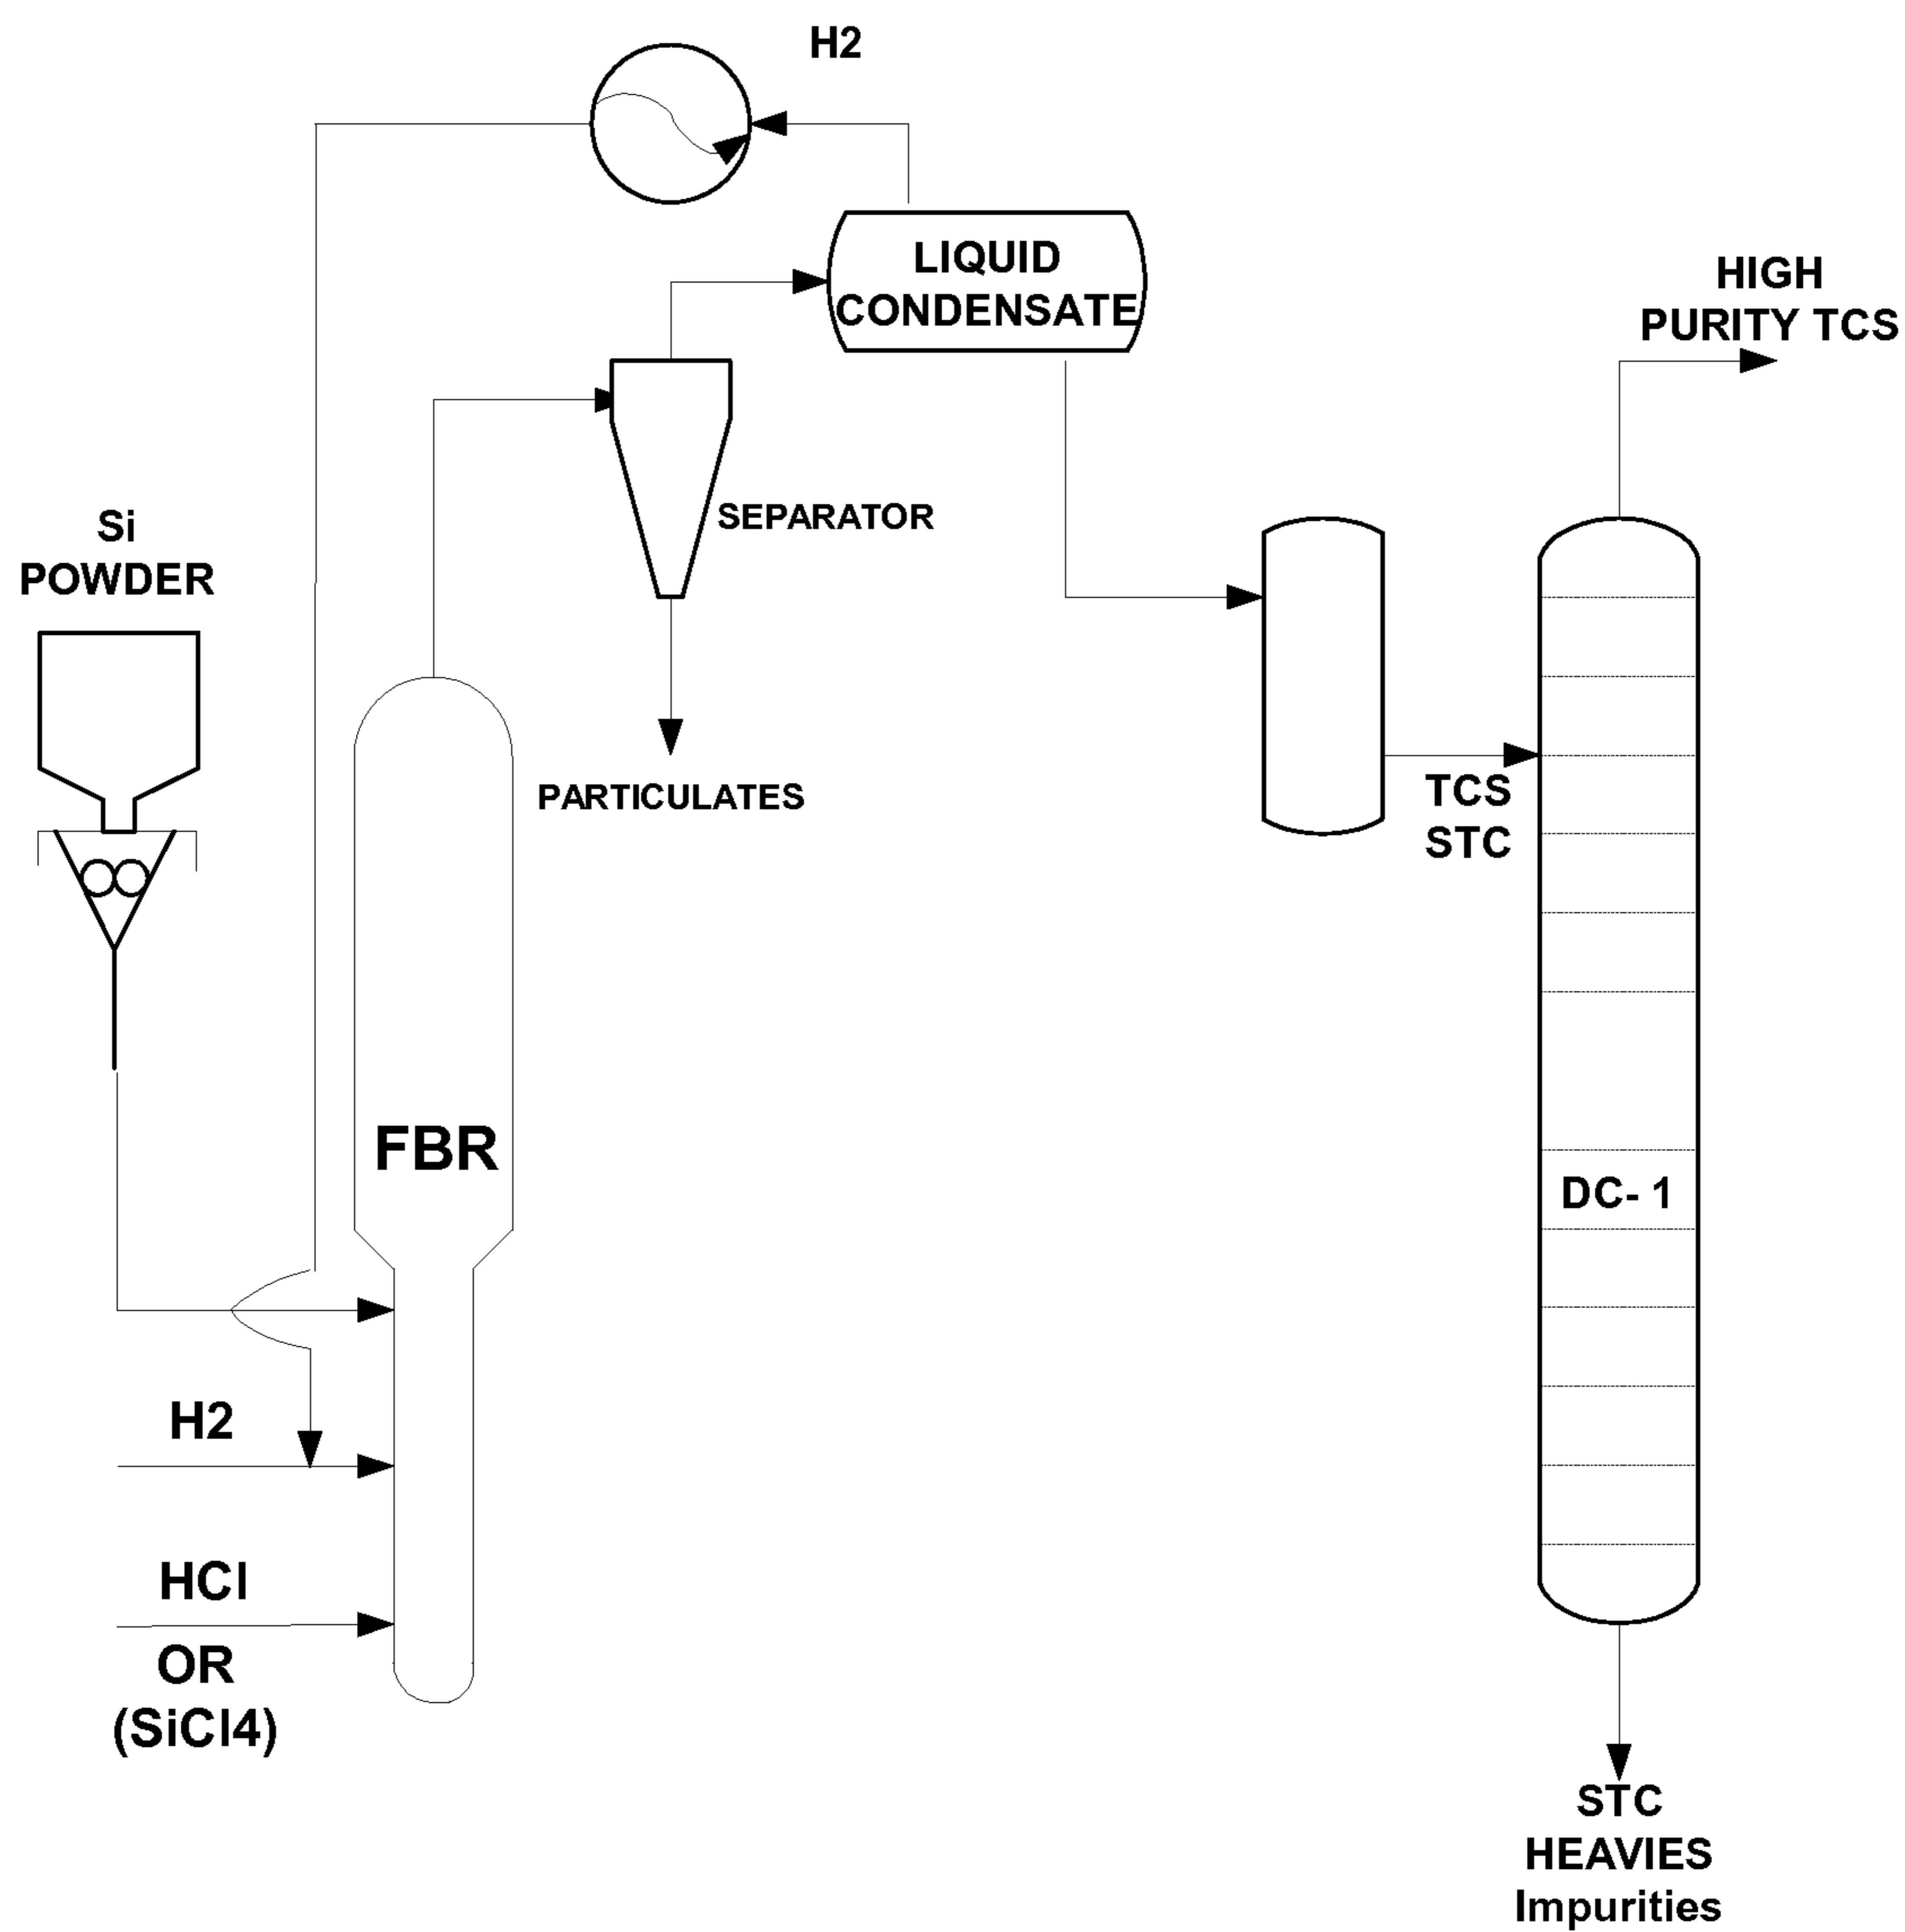 H2
LIQUID
CONDENSATE
HIGH
PURITY TCS
SEPARATOR
Si
POWDER
PARTICULATES
TCS
STC
FBR
DC- 1
H2
HCl
OR
(SiCl4)
STC
HEAVIES
Impurities